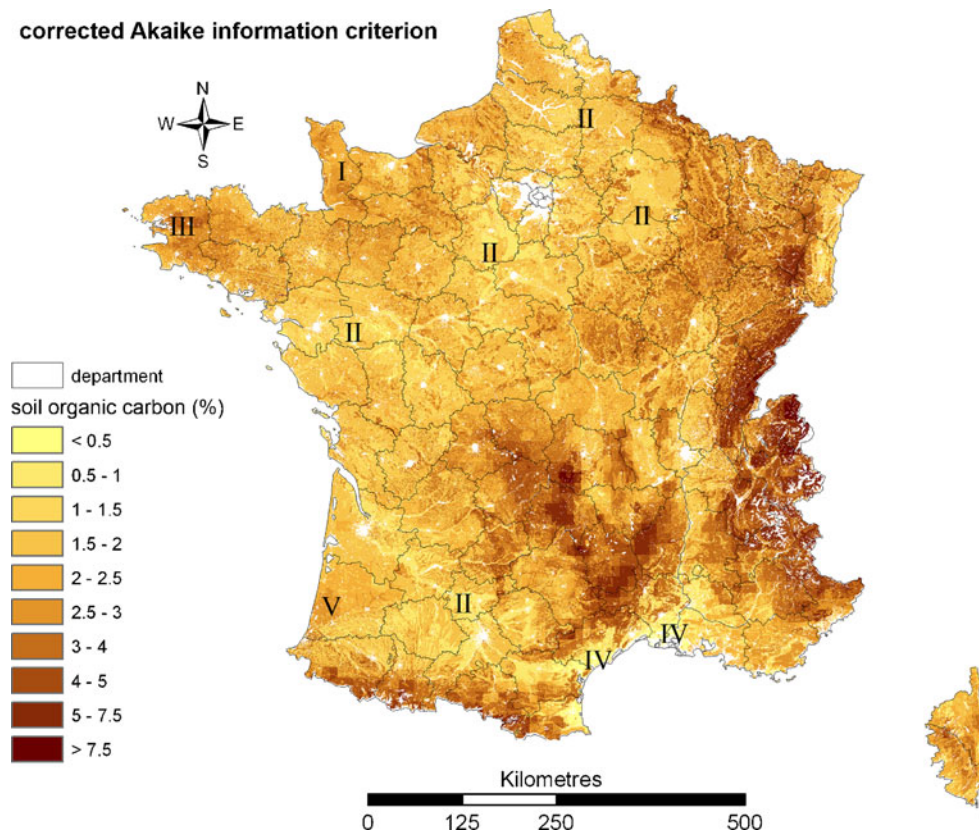 corrected Akaike information criterion
N
W E
S
II
I
III
II
II
II
department
soil organic carbon (%)
< 0.5
0.5 - 1
1 - 1.5
1.5 - 2
2 - 2.5
2.5 - 3
3 - 4
4 - 5
5 - 7.5
> 7.5
V
II
IV
IV
Kilometres
0 125 250 500